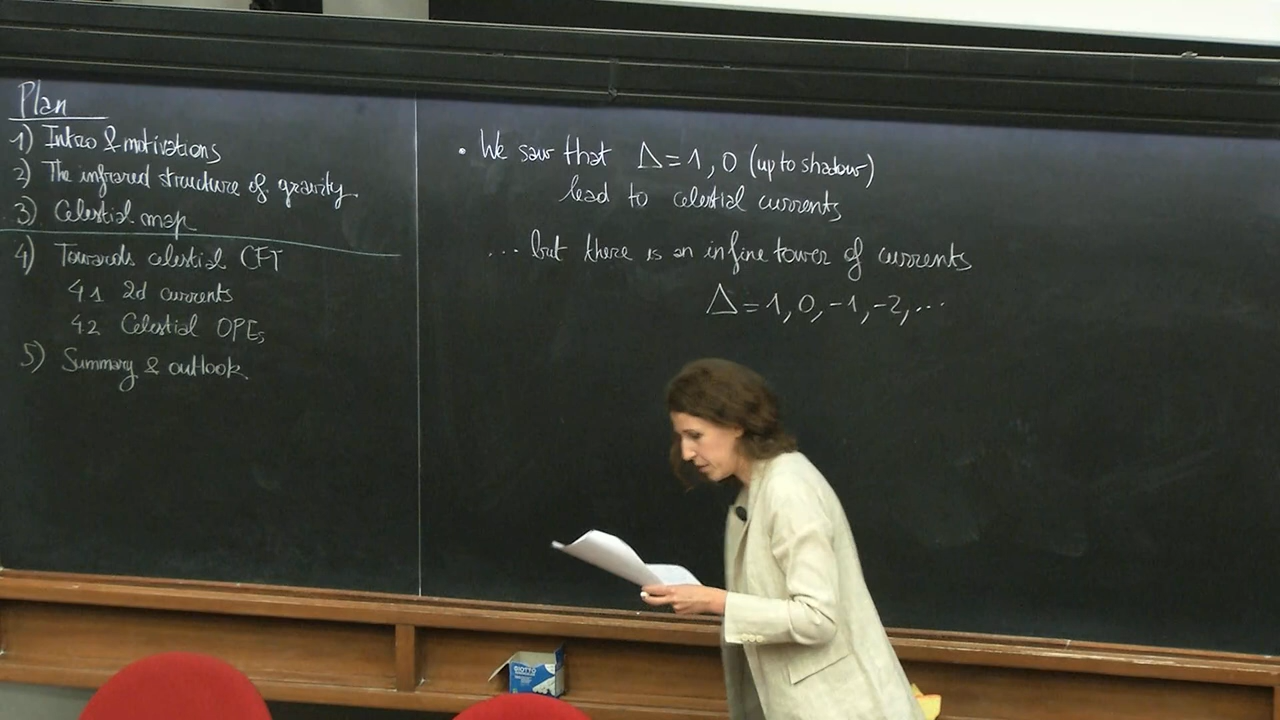 Plan
1) Intro & motivations
2) The infrared structure of gravity
3) Celestial map
4) Towards celestial CFT
4.1 2d currents
4.2 Celestial OPEs
5) Summary & outlook
• We saw that Δ=1,0 (up to shadow)
lead to celestial currents
... but there is an infine tower of currents
Δ=1,0,-1,-2,...
GIOTTO